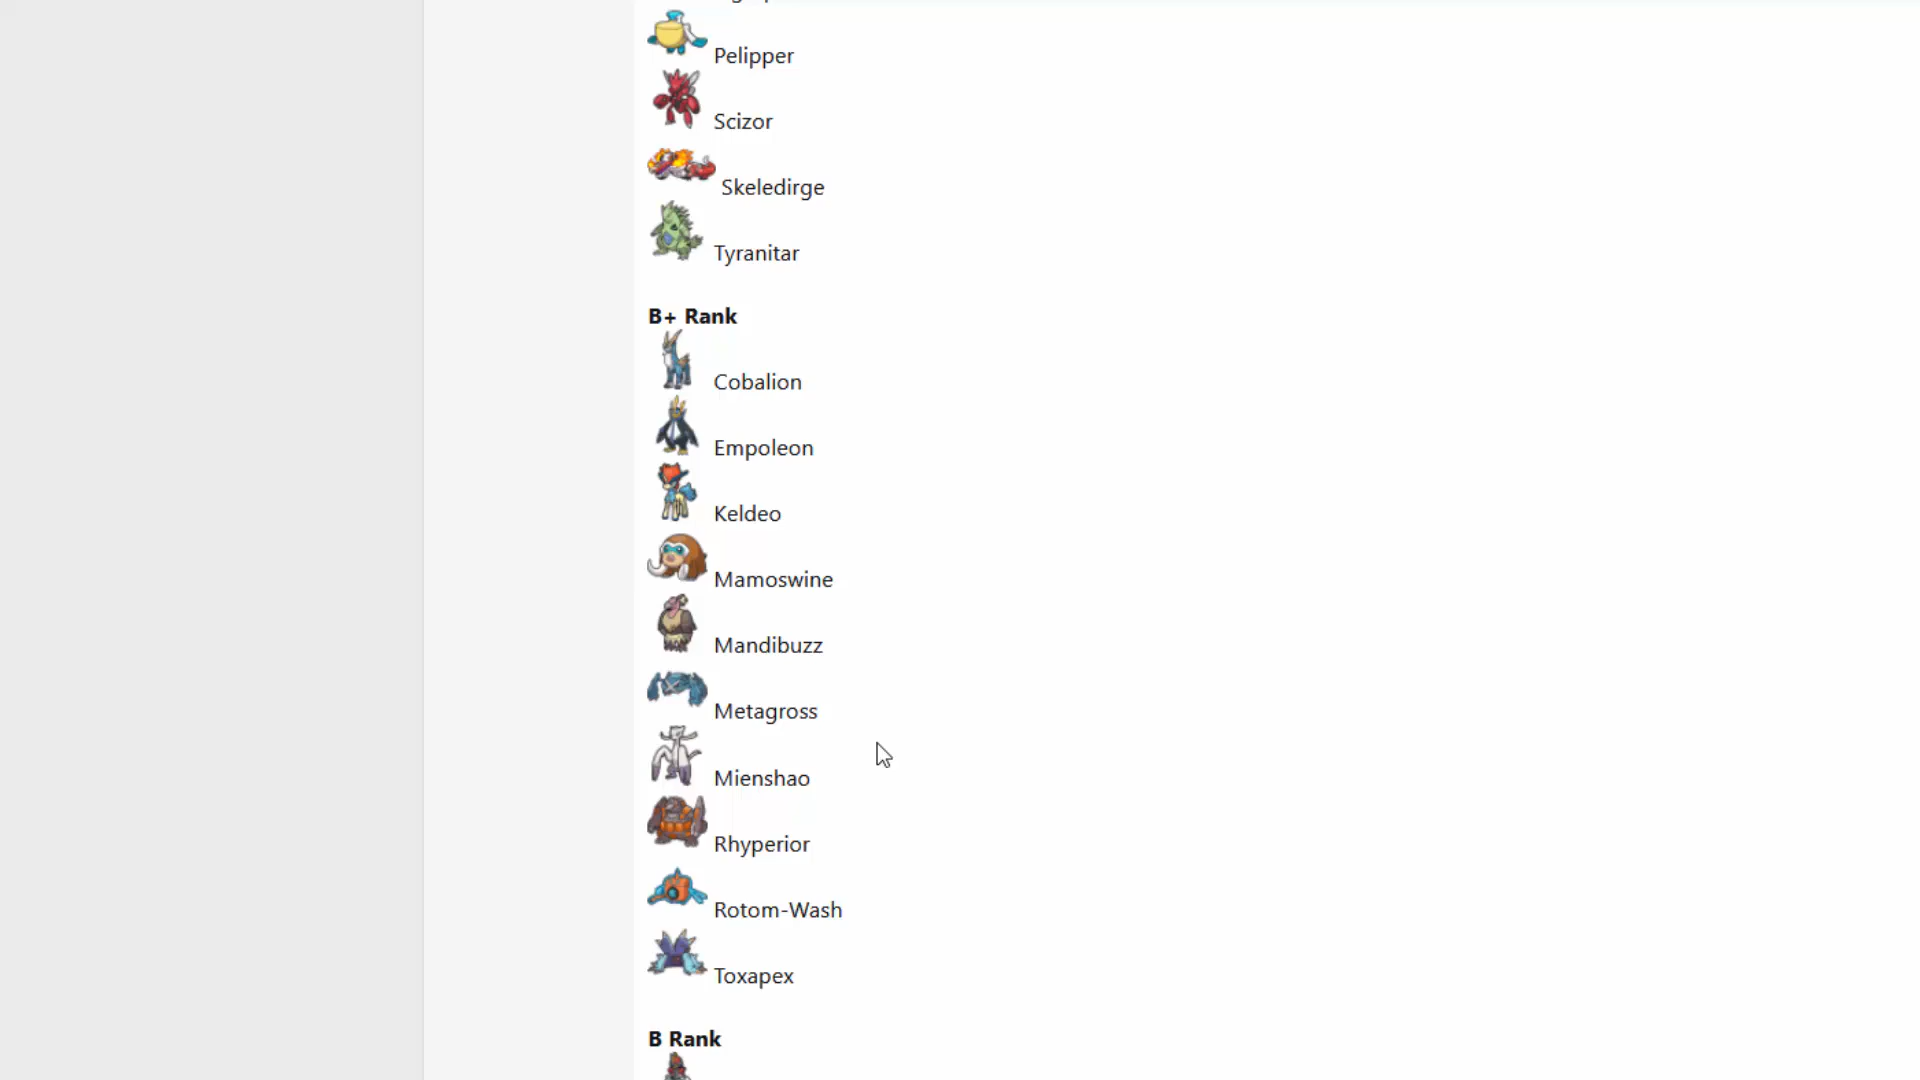 Pelipper
Scizor
Skeledirge
Tyranitar
B+ Rank
Cobalion
Empoleon
Keldeo
Mamoswine
Mandibuzz
Metagross
Mienshao
Rhyperior
Rotom-Wash
Toxapex
B Rank